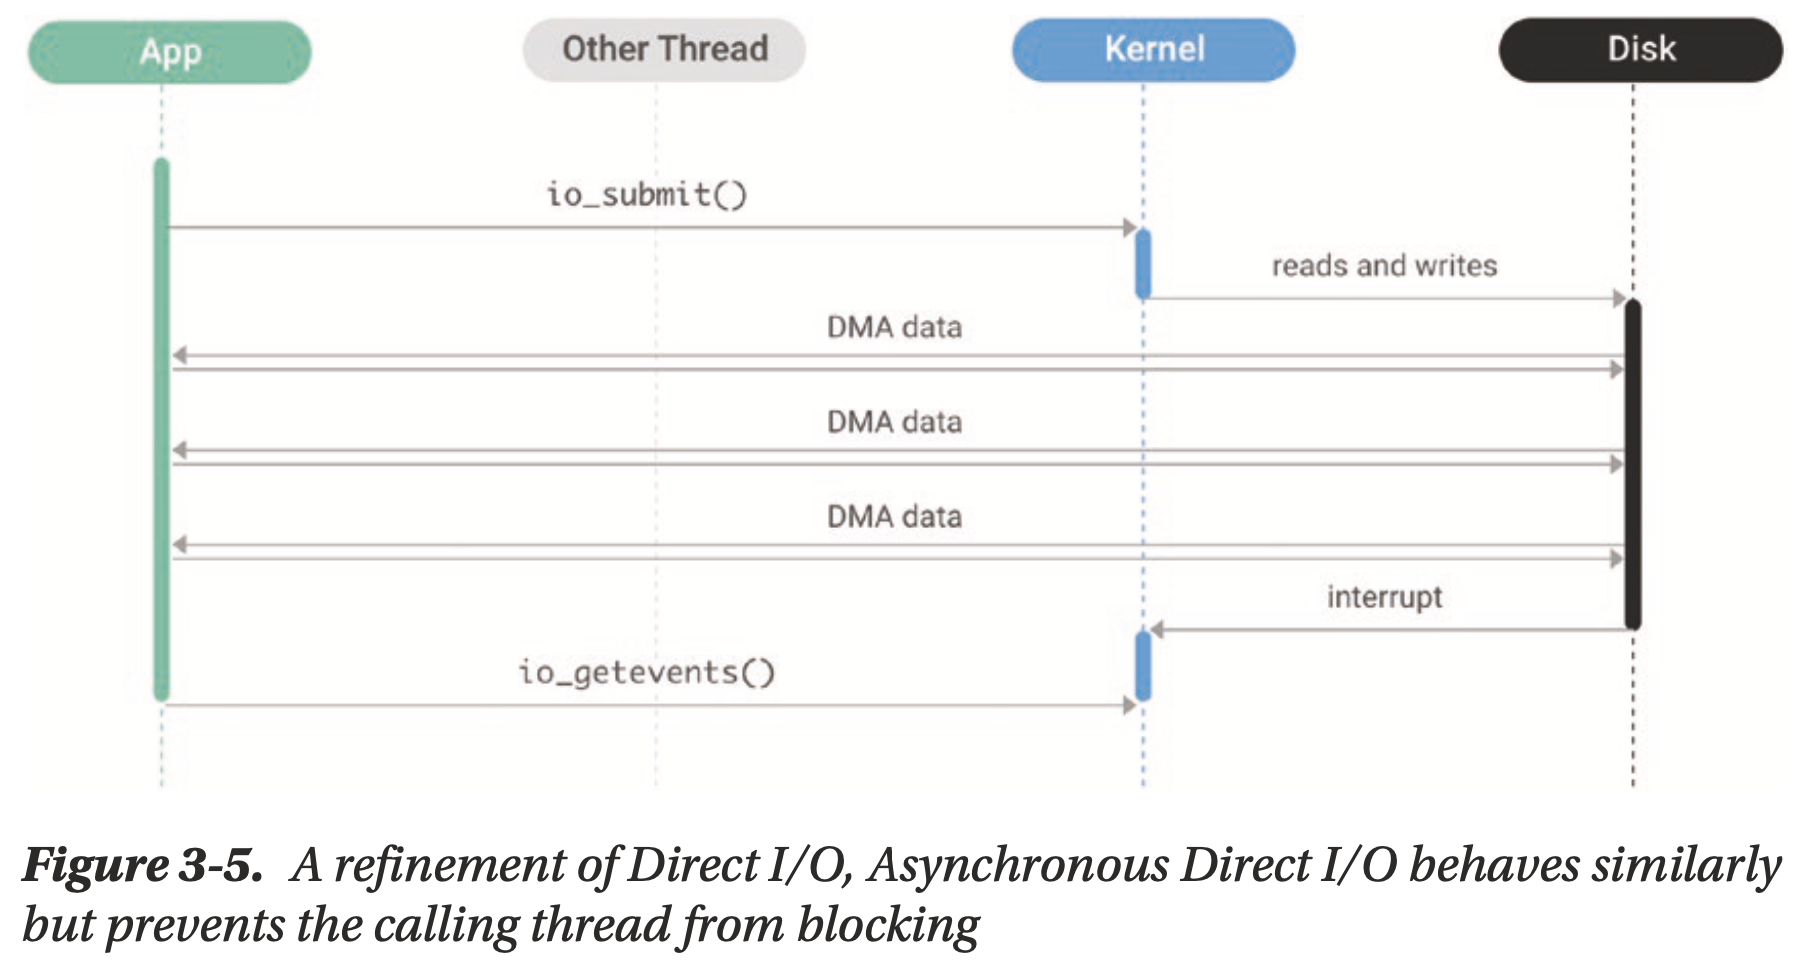 App
Other Thread
Kernel
Disk
io_submit()
reads and writes
DMA data
DMA data
DMA data
interrupt
io_getevents()
Figure 3-5. A refinement of Direct I/O, Asynchronous Direct I/O behaves similarly
but prevents the calling thread from blocking